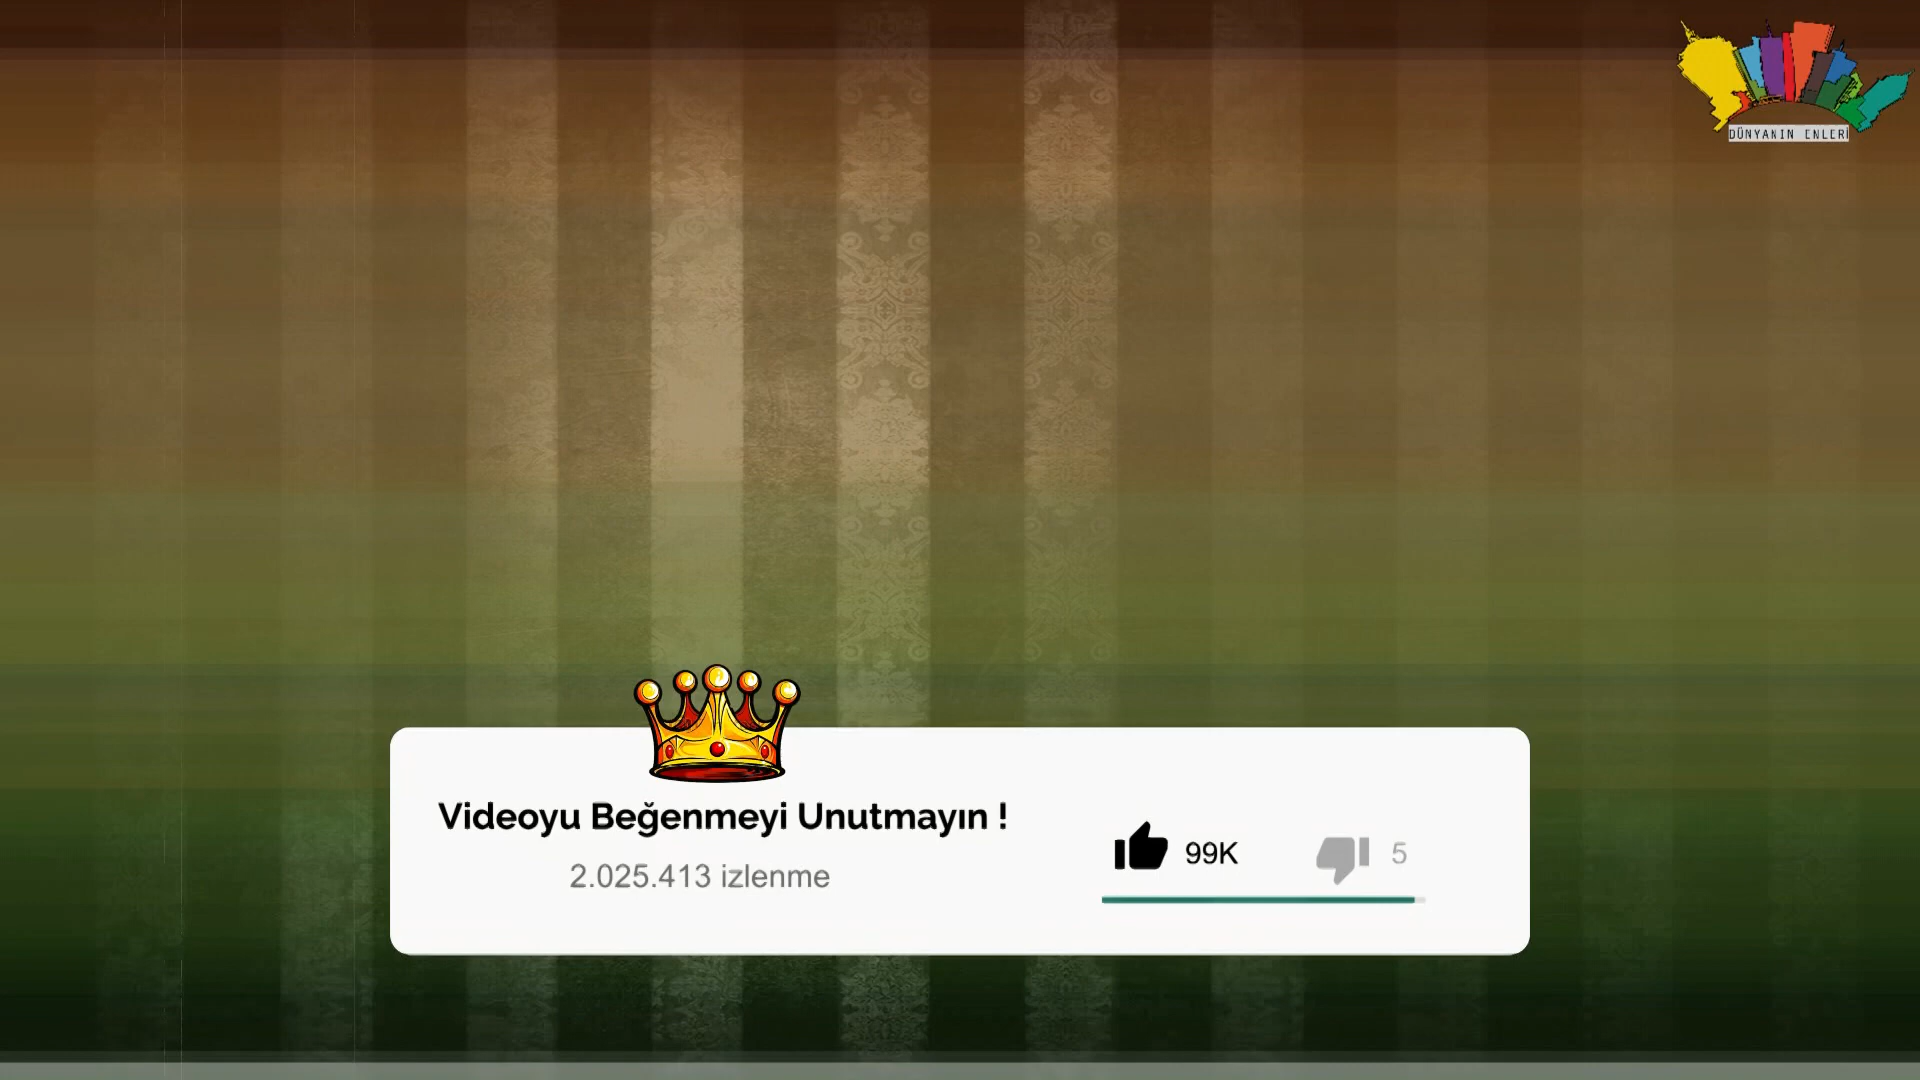 DÜNYANIN ENLERİ
Videoyu Beğenmeyi Unutmayın !
2.025.413 izlenme
99K
5